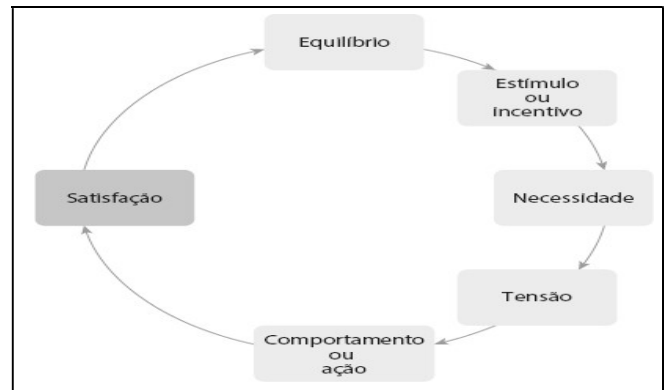 Equilíbrio
Estímulo
ou
incentivo
Necessidade
Tensão
Comportamento
ou
ação
Satisfação